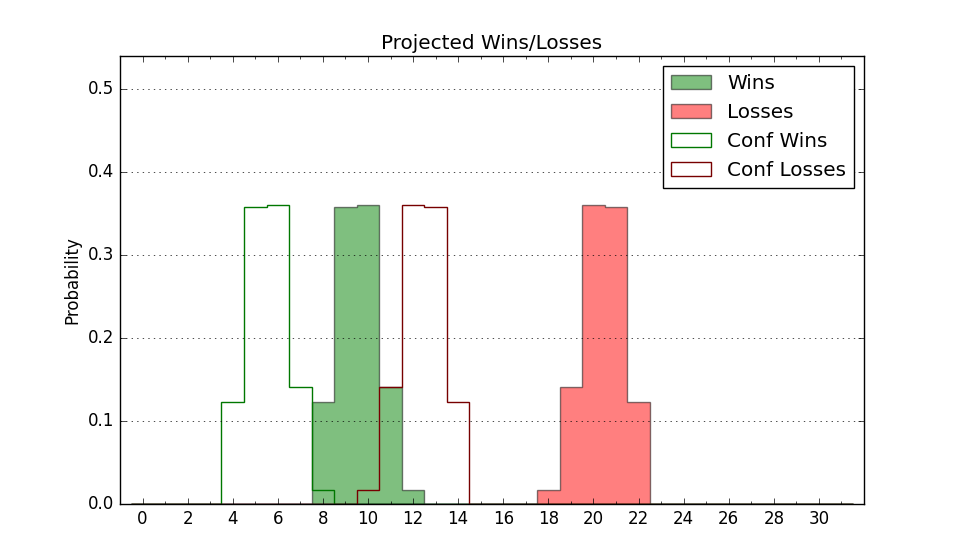 Projected Wins/Losses
Wins
Losses
Conf Wins
Conf Losses
Probability
0.5
0.4
0.3
0.2
0.1
0.0
0 2 4 6 8 10 12 14 16 18 20 22 24 26 28 30